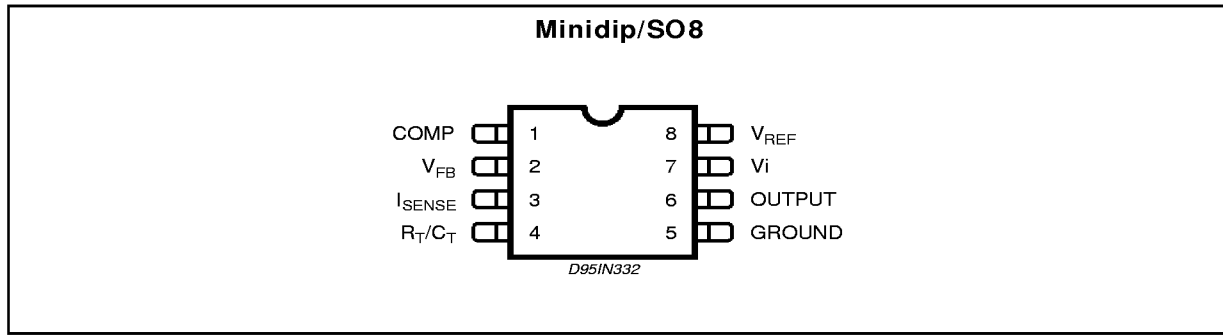 Minidip/SO8
COMP 1 8 VREF
VFB 2 7 Vi
ISENSE 3 6 OUTPUT
RT/CT 4 5 GROUND
D95IN332